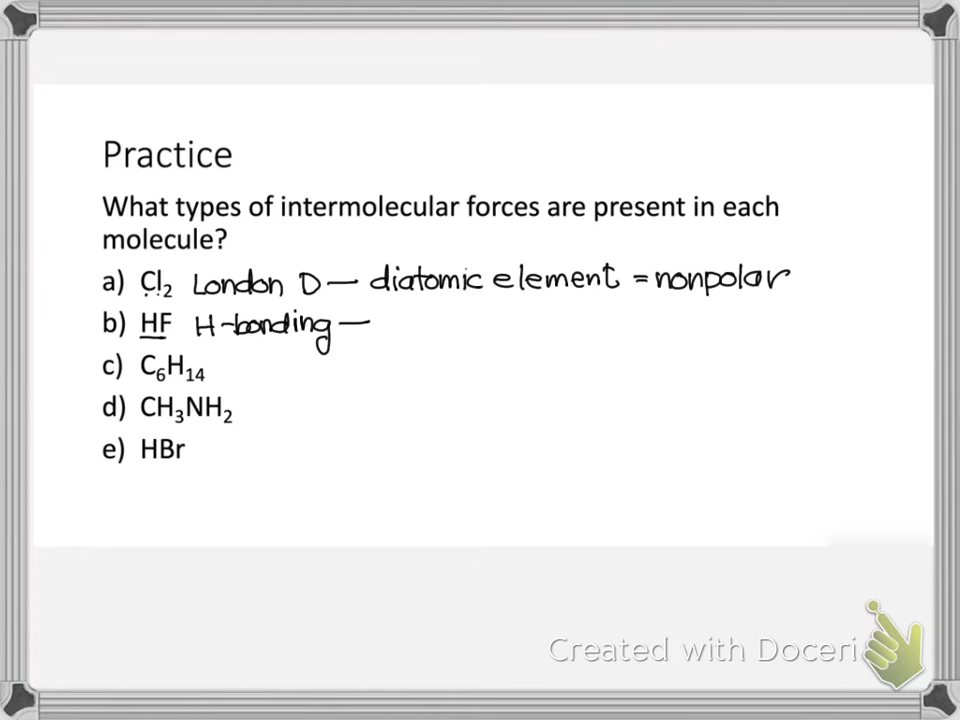 Practice
What types of intermolecular forces are present in each
molecule?
a) Cl₂ London D — diatomic element = nonpolar
b) HF H-bonding —
c) C₆H₁₄
d) CH₃NH₂
e) HBr
Created with Doceri